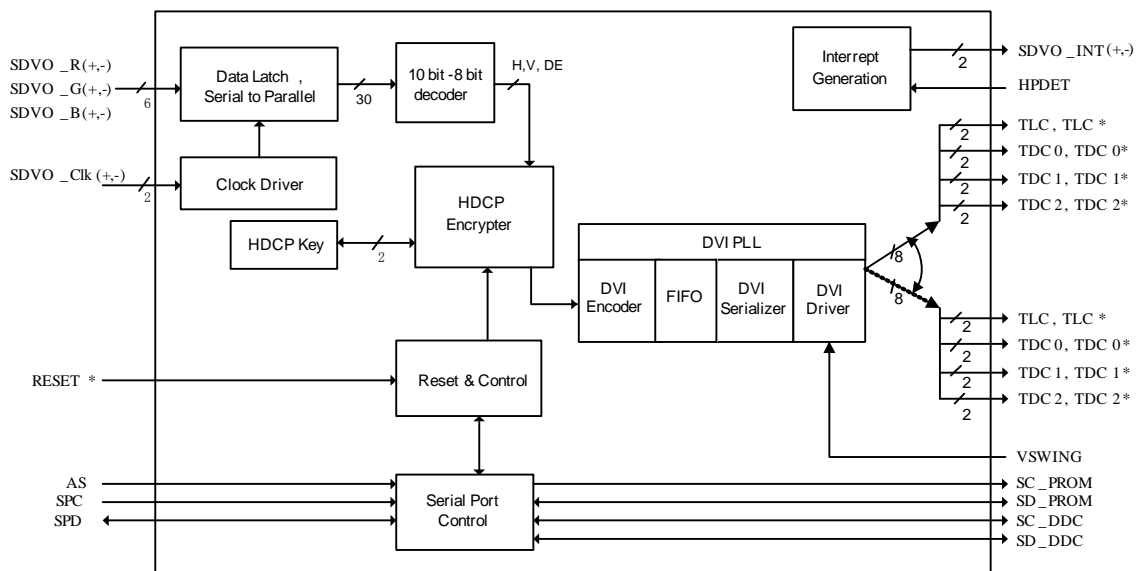 SDVO _R(+,-)
SDVO _G(+,-)
SDVO _B(+,-)
6
Data Latch ,
Serial to Parallel
30
10 bit -8 bit
decoder
H,V, DE
Interrept
Generation
2
SDVO _INT(+,-)
HPDET
SDVO _Clk (+,-)
2
Clock Driver
HDCP Key
2
HDCP
Encrypter
DVI PLL
DVI
Encoder
FIFO
DVI
Serializer
DVI
Driver
8
8
2
TLC, TLC *
2
TDC 0, TDC 0*
2
TDC 1, TDC 1*
2
TDC 2, TDC 2*
2
TLC, TLC *
2
TDC 0, TDC 0*
2
TDC 1, TDC 1*
2
TDC 2, TDC 2*
RESET *
Reset & Control
VSWING
AS
SPC
SPD
Serial Port
Control
SC _PROM
SD _PROM
SC _DDC
SD _DDC